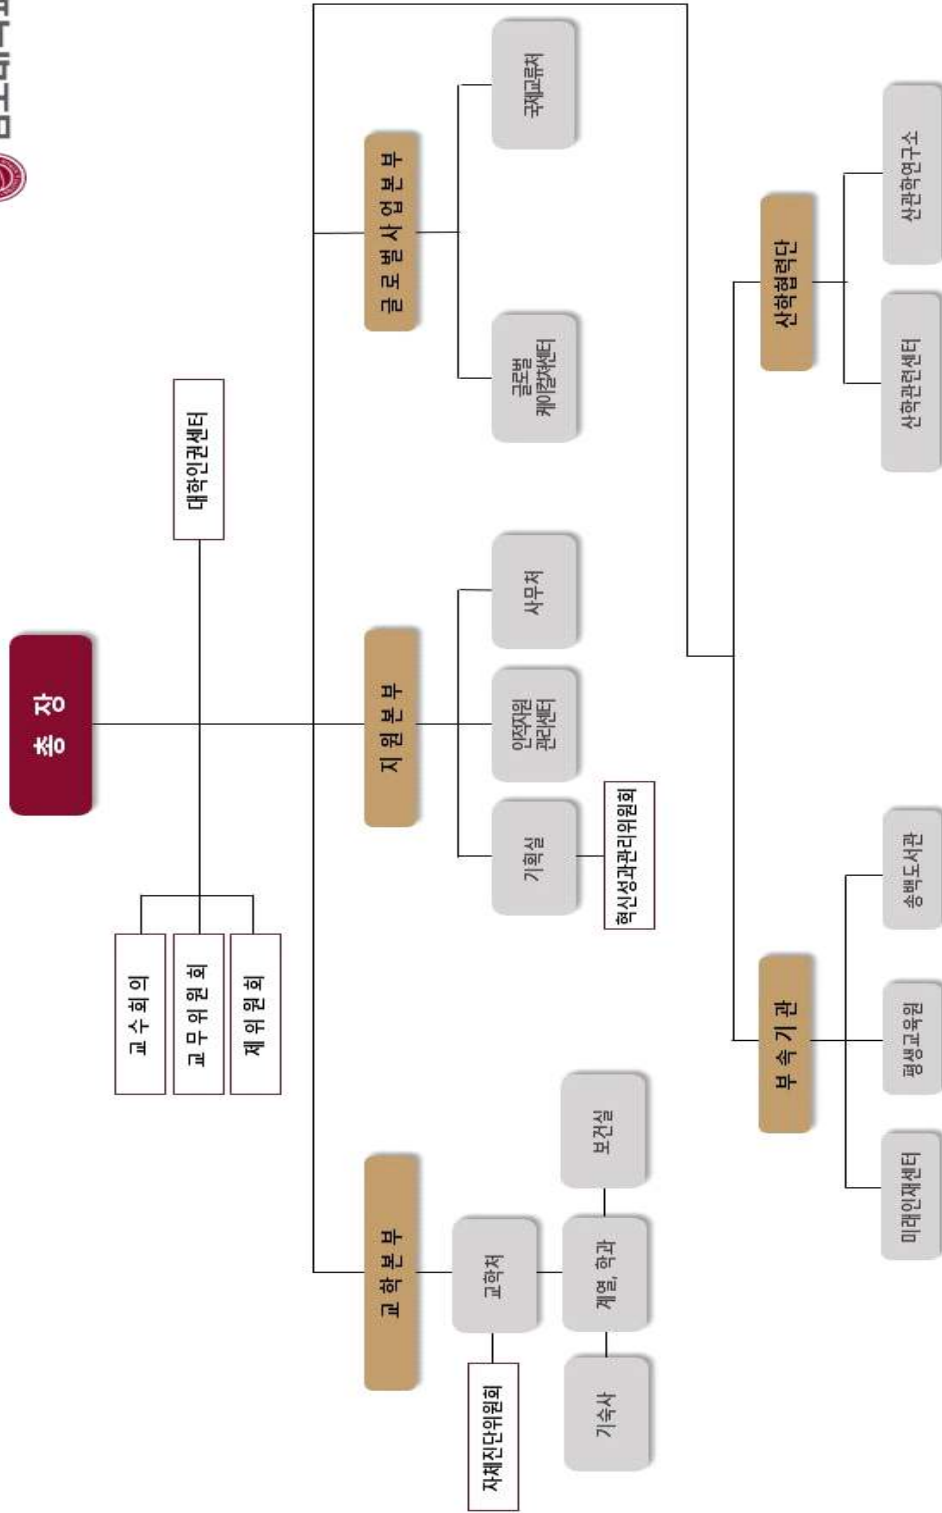 총 장
교 수 회 의
교 무 위 원 회
대학인권센터
제 위 원 회
교 학 본 부
지 원 본 부
글 로 벌 사 업 본 부
교학처
자체진단위원회
기획실
인적자원
관리센터
사무처
글로벌
케이컬쳐센터
국제교류처
기숙사
계열, 학과
보건실
혁신성과관리위원회
부 속 기 관
산학협력단
미래인재센터
평생교육원
송백도서관
산학관련센터
산관학연구소